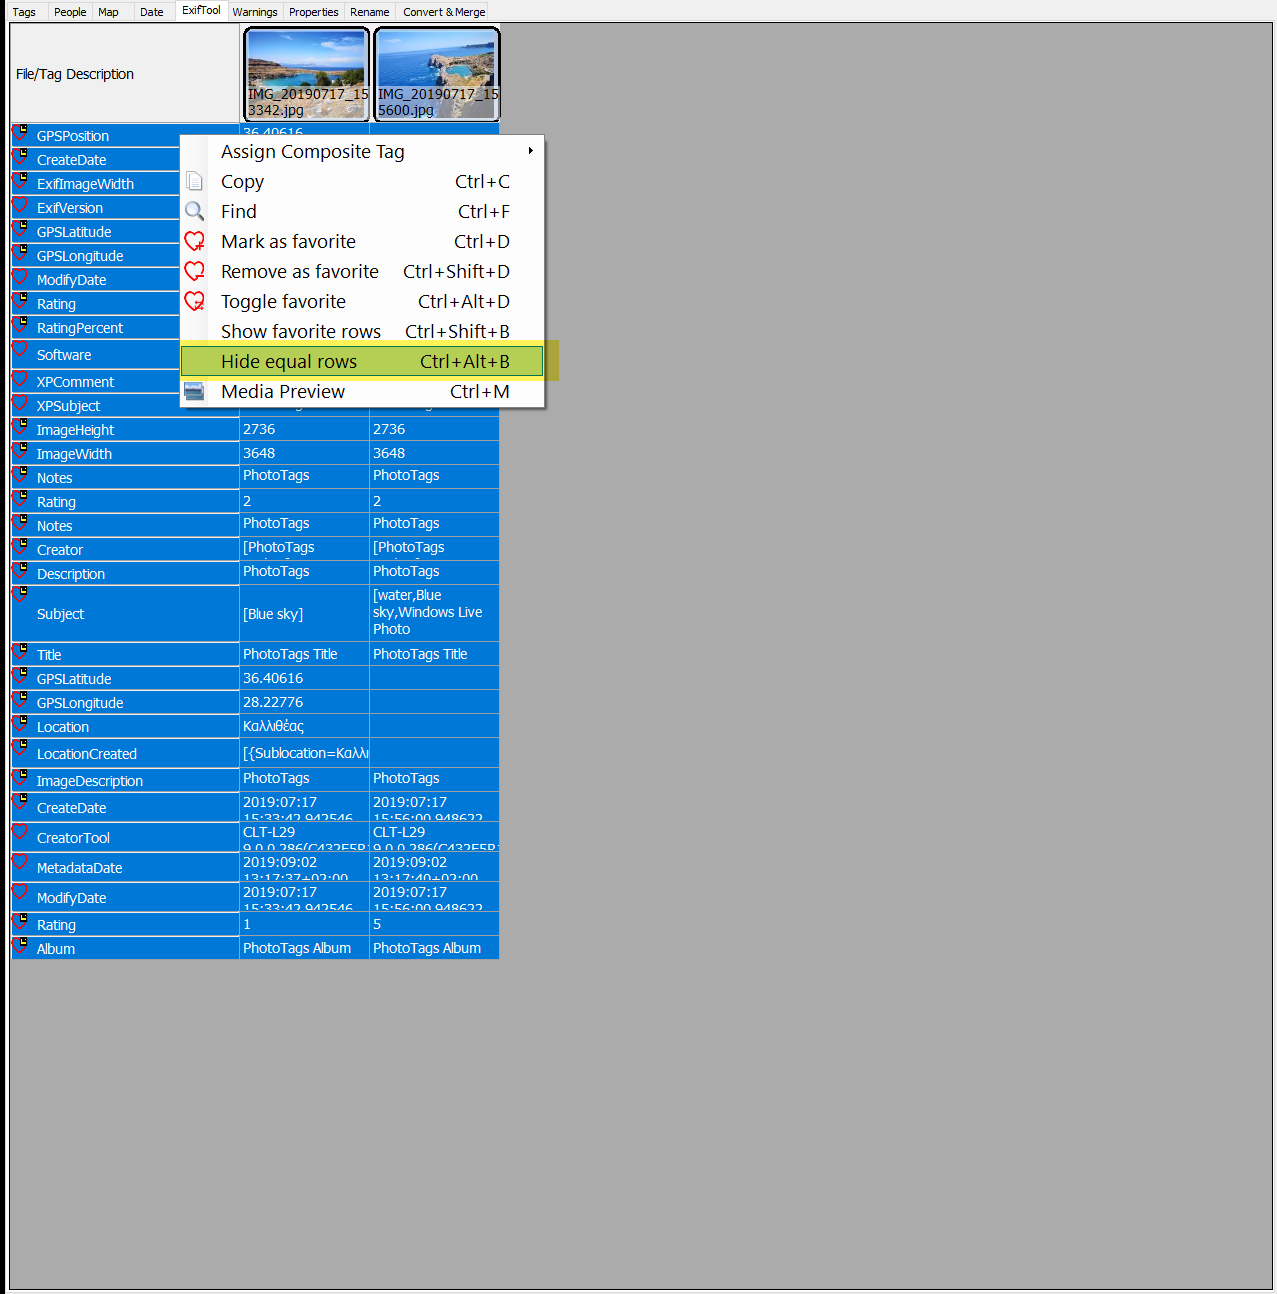 Tags People Map Date ExifTool Warnings Properties Rename Convert & Merge
File/Tag Description
IMG_20190717_15
3342.jpg
IMG_20190717_15
5600.jpg
GPSPosition 36.40616
CreateDate
ExifImageWidth
ExifVersion
GPSLatitude
GPSLongitude
ModifyDate
Rating
RatingPercent
Software
XPComment
XPSubject
Assign Composite Tag
Copy Ctrl+C
Find Ctrl+F
Mark as favorite Ctrl+D
Remove as favorite Ctrl+Shift+D
Toggle favorite Ctrl+Alt+D
Show favorite rows Ctrl+Shift+B
Hide equal rows Ctrl+Alt+B
Media Preview Ctrl+M
ImageHeight 2736 2736
ImageWidth 3648 3648
Notes PhotoTags PhotoTags
Rating 2 2
Notes PhotoTags PhotoTags
Creator [PhotoTags [PhotoTags
Description PhotoTags PhotoTags
Subject [Blue sky]
[water,Blue
sky,Windows Live
Photo
Title PhotoTags Title PhotoTags Title
GPSLatitude 36.40616
GPSLongitude 28.22776
Location Καλλιθέας
LocationCreated [{Sublocation=Καλλι
ImageDescription PhotoTags PhotoTags
CreateDate 2019:07:17 2019:07:17
15:33:42.942546 15:56:00.948622
CreatorTool CLT-L29 CLT-L29
9.0.0.286(C432E5R1 9.0.0.286(C432E5R1
MetadataDate 2019:09:02 2019:09:02
13:17:37+02:00 13:17:40+02:00
ModifyDate 2019:07:17 2019:07:17
15:33:42.942546 15:56:00.948622
Rating 1 5
Album PhotoTags Album PhotoTags Album